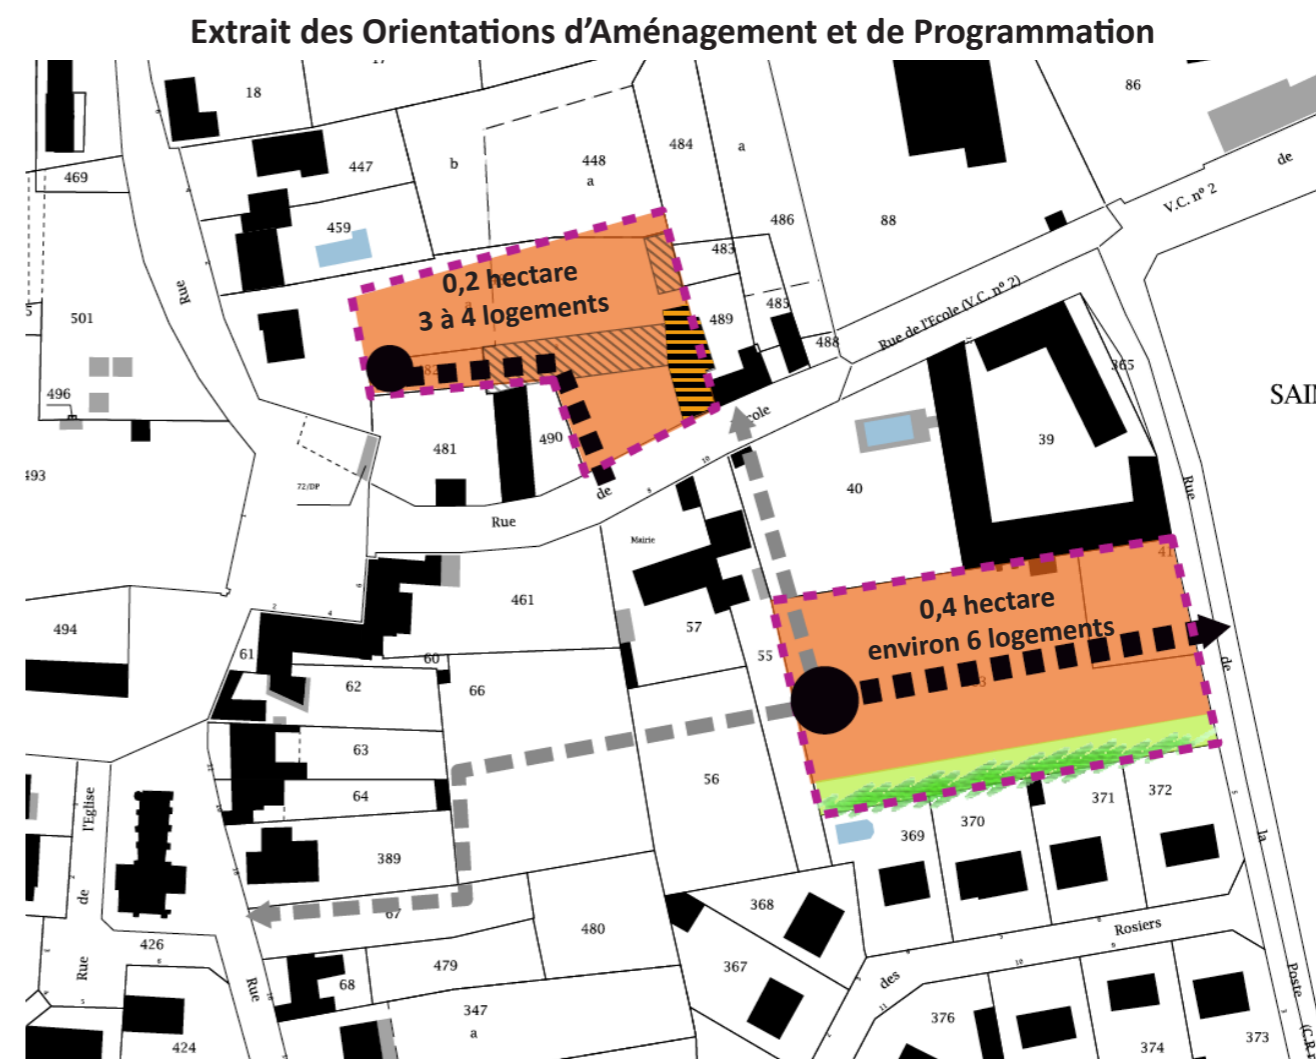 Extrait des Orientations d'Aménagement et de Programmation
18
86
447
b
448
a
484
a
469
de
V.C. nº 2
459
486
88
483
0,2 hectare
3 à 4 logements
Rue
501
485
489
488
Rue de l'Ecole (V.C. nº 2)
365
496
SAI
490
481
39
493
72/DP
40
Rue
de
Rue
Mairie
41
461
0,4 hectare
environ 6 logements
494
57
55
61
60
62
66
de
63
56
64
372
371
370
369
l'Eglise
389
la
67
368
de
480
Rosiers
426
479
367
des
Rue
68
Rue
Poste
347
a
376
373
424
374